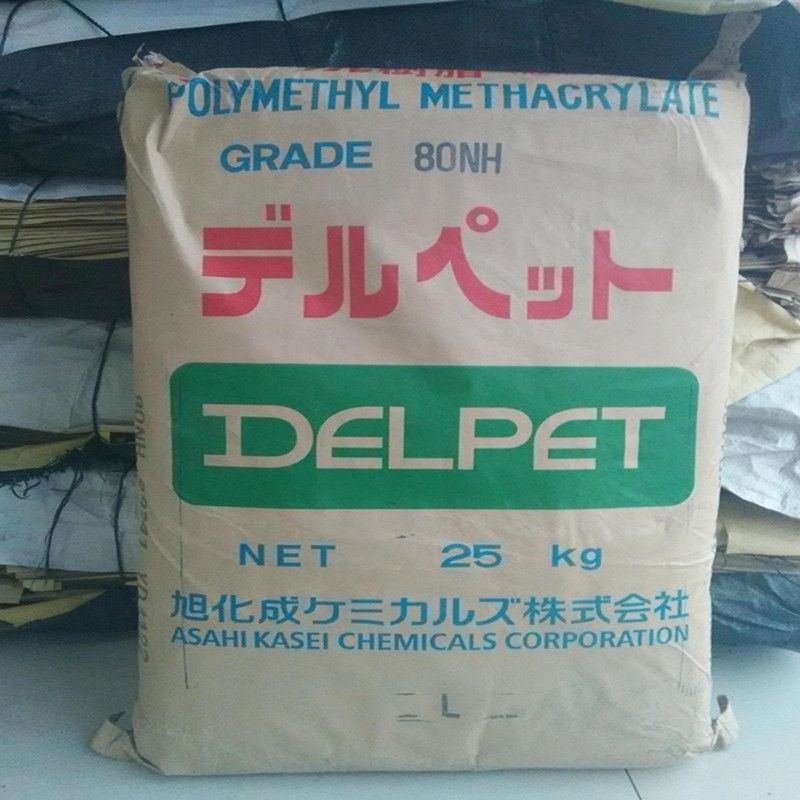 POLYMETHYL METHACRYLATE
GRADE 80NH
デルペット
DELPET
NET 25 kg
旭化成ケミカルズ株式会社
ASAHI KASEI CHEMICALS CORPORATION
L